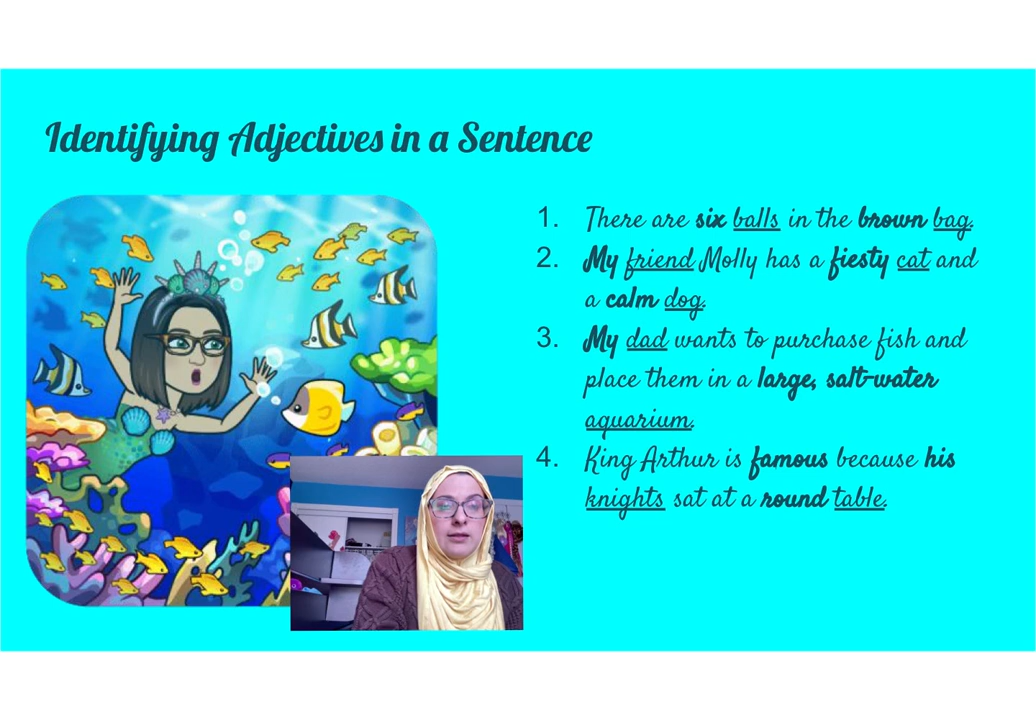 Identifying Adjectives in a Sentence
1. There are six balls in the brown bag.
2. My friend Molly has a fiesty cat and
a calm dog.
3. My dad wants to purchase fish and
place them in a large, salt-water
aquarium.
4. King Arthur is famous because his
knights sat at a round table.